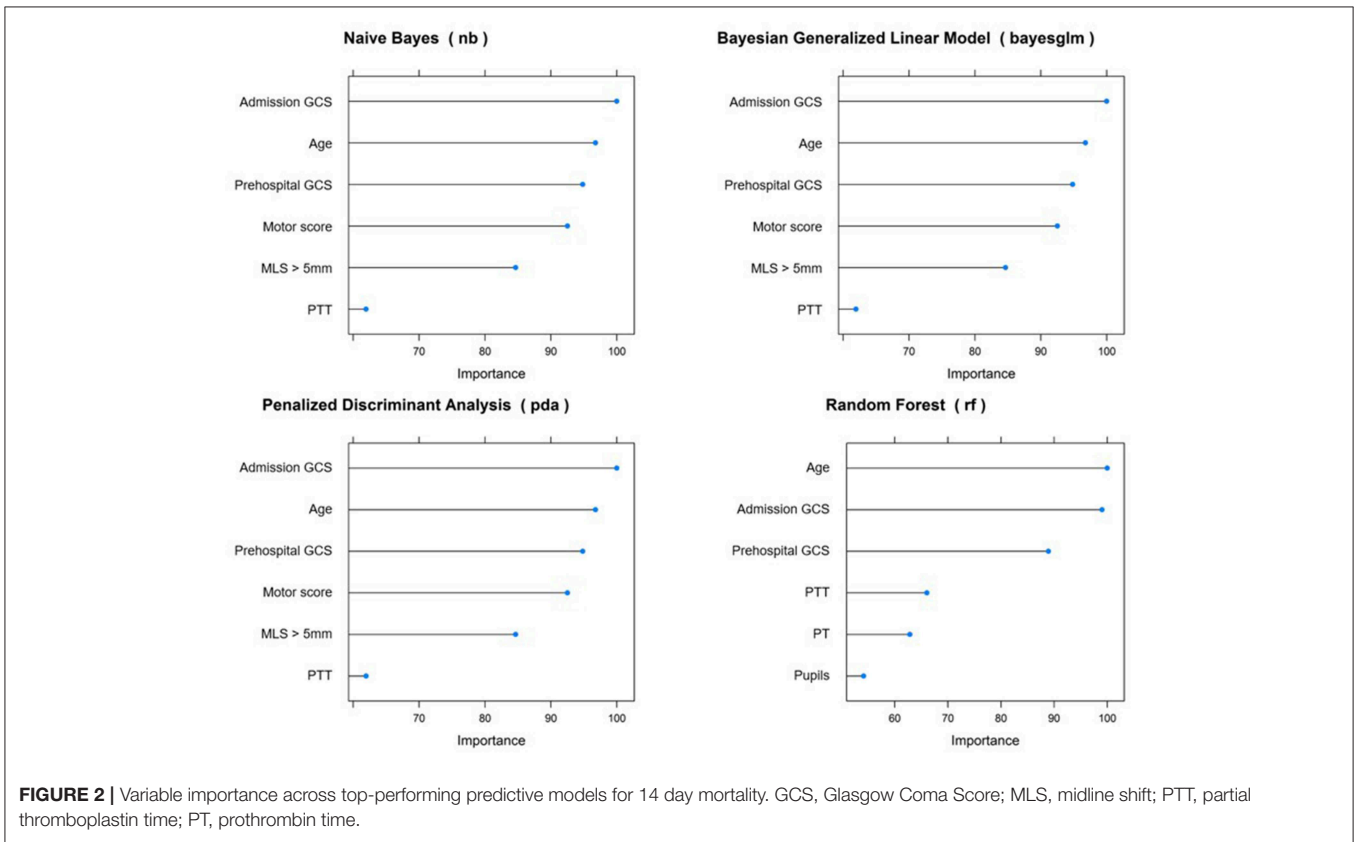 Naive Bayes ( nb )
Admission GCS
Age
Prehospital GCS
Motor score
MLS > 5mm
PTT
70 80 90 100
Importance
Bayesian Generalized Linear Model ( bayesglm )
Admission GCS
Age
Prehospital GCS
Motor score
MLS > 5mm
PTT
70 80 90 100
Importance
Penalized Discriminant Analysis ( pda )
Admission GCS
Age
Prehospital GCS
Motor score
MLS > 5mm
PTT
70 80 90 100
Importance
Random Forest ( rf )
Age
Admission GCS
Prehospital GCS
PTT
PT
Pupils
60 70 80 90 100
Importance
FIGURE 2 | Variable importance across top-performing predictive models for 14 day mortality. GCS, Glasgow Coma Score; MLS, midline shift; PTT, partial
thromboplastin time; PT, prothrombin time.